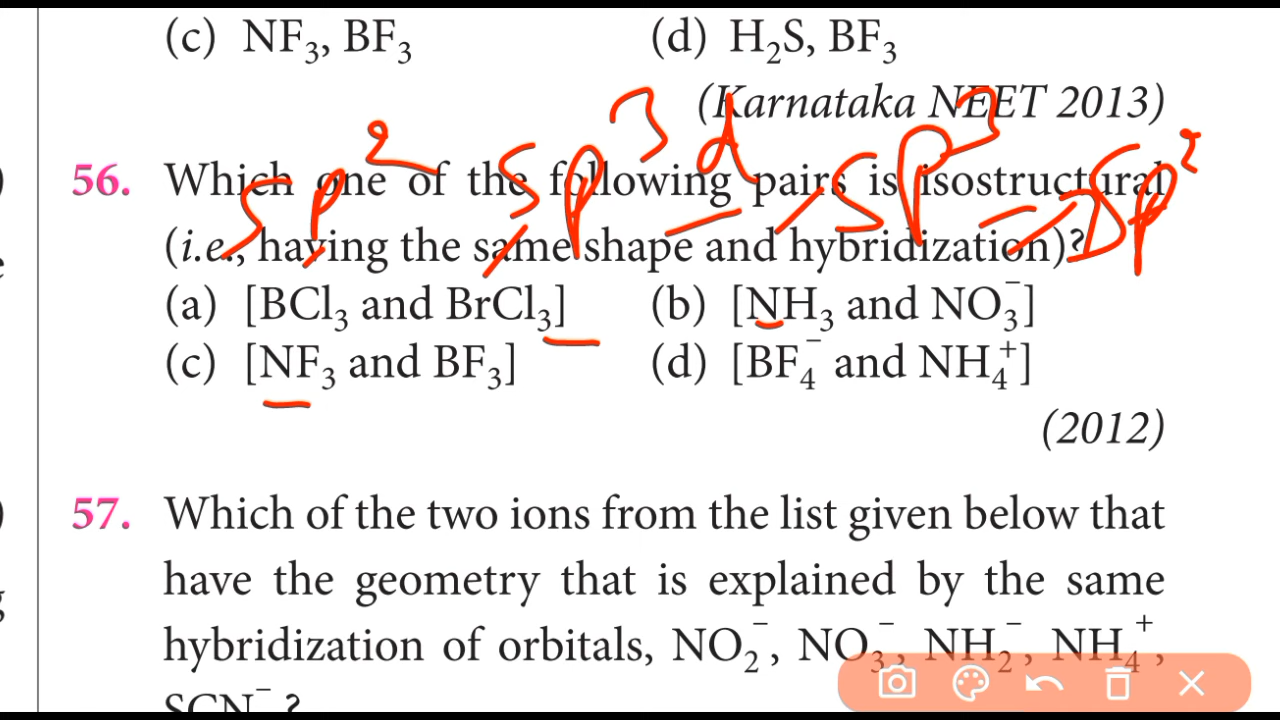 (c) NF₃, BF₃ (d) H₂S, BF₃
(Karnataka NEET 2013)
sp² sp³d sp³ sp²
56. Which one of the following pairs is isostructural
(i.e., having the same shape and hybridization)?
(a) [BCl₃ and BrCl₃] (b) [NH₃ and NO₃⁻]
(c) [NF₃ and BF₃] (d) [BF₄⁻ and NH₄⁺]
(2012)
57. Which of the two ions from the list given below that
have the geometry that is explained by the same
hybridization of orbitals, NO₂⁻, NO₃⁻, NH₂⁻, NH₄⁺,
SCN⁻ ?